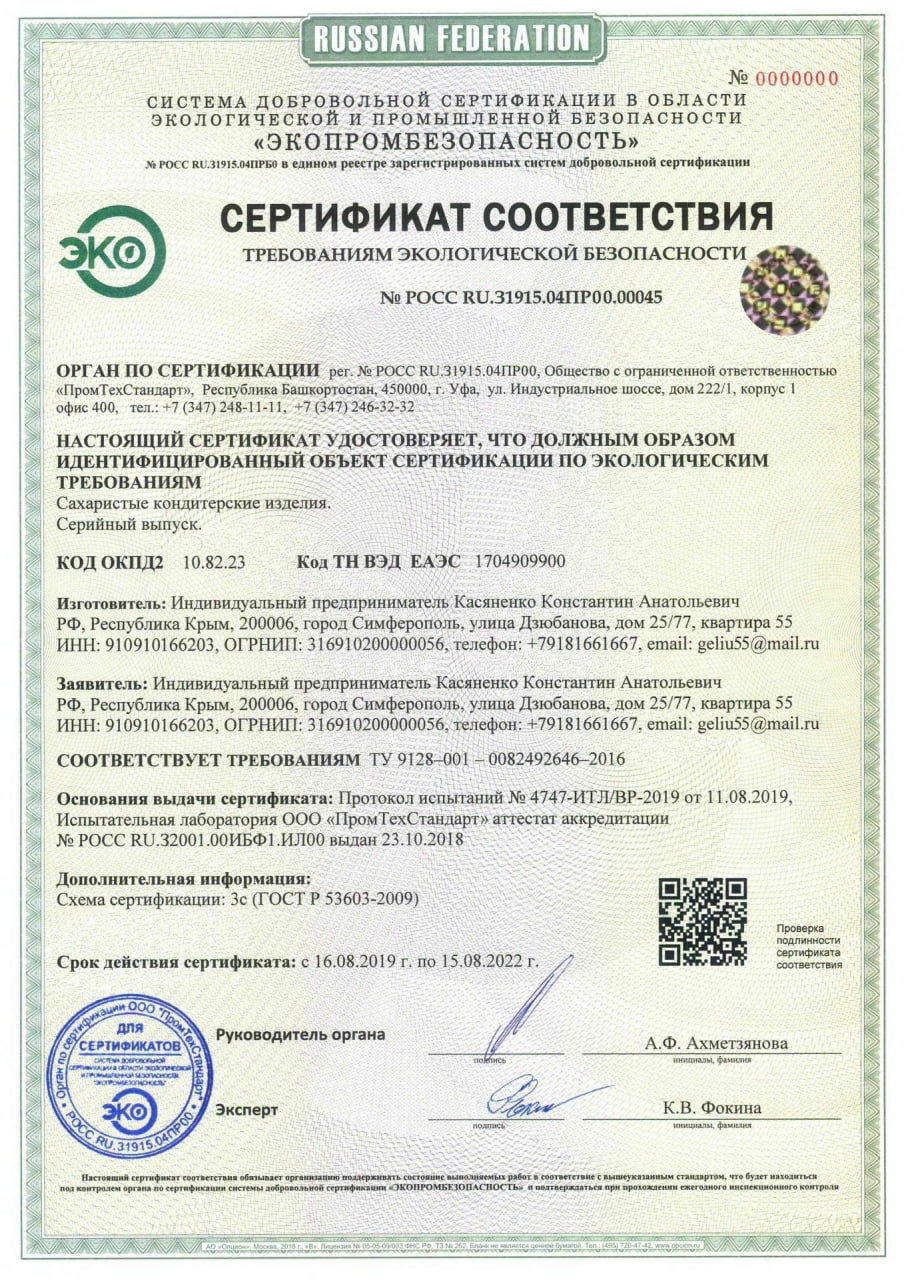 RUSSIAN FEDERATION
№ 0000000
СИСТЕМА ДОБРОВОЛЬНОЙ СЕРТИФИКАЦИИ В ОБЛАСТИ
ЭКОЛОГИЧЕСКОЙ И ПРОМЫШЛЕННОЙ БЕЗОПАСНОСТИ
«ЭКОПРОМБЕЗОПАСНОСТЬ»
№ РОСС RU.З1915.04ПРБ0 в едином реестре зарегистрированных систем добровольной сертификации
ЭКО
СЕРТИФИКАТ СООТВЕТСТВИЯ
ТРЕБОВАНИЯМ ЭКОЛОГИЧЕСКОЙ БЕЗОПАСНОСТИ
№ РОСС RU.З1915.04ПР00.00045
ОРГАН ПО СЕРТИФИКАЦИИ рег. № РОСС RU.З1915.04ПР00, Общество с ограниченной ответственностью
«ПромТехСтандарт», Республика Башкортостан, 450000, г. Уфа, ул. Индустриальное шоссе, дом 222/1, корпус 1
офис 400, тел.: +7 (347) 248-11-11, +7 (347) 246-32-32
НАСТОЯЩИЙ СЕРТИФИКАТ УДОСТОВЕРЯЕТ, ЧТО ДОЛЖНЫМ ОБРАЗОМ
ИДЕНТИФИЦИРОВАННЫЙ ОБЪЕКТ СЕРТИФИКАЦИИ ПО ЭКОЛОГИЧЕСКИМ
ТРЕБОВАНИЯМ
Сахаристые кондитерские изделия.
Серийный выпуск.
КОД ОКПД2 10.82.23 Код ТН ВЭД ЕАЭС 1704909900
Изготовитель: Индивидуальный предприниматель Касяненко Константин Анатольевич
РФ, Республика Крым, 200006, город Симферополь, улица Дзюбанова, дом 25/77, квартира 55
ИНН: 910910166203, ОГРНИП: 316910200000056, телефон: +79181661667, email: geliu55@mail.ru
Заявитель: Индивидуальный предприниматель Касяненко Константин Анатольевич
РФ, Республика Крым, 200006, город Симферополь, улица Дзюбанова, дом 25/77, квартира 55
ИНН: 910910166203, ОГРНИП: 316910200000056, телефон: +79181661667, email: geliu55@mail.ru
СООТВЕТСТВУЕТ ТРЕБОВАНИЯМ ТУ 9128–001 – 0082492646–2016
Основания выдачи сертификата: Протокол испытаний № 4747-ИТЛ/ВР-2019 от 11.08.2019,
Испытательная лаборатория ООО «ПромТехСтандарт» аттестат аккредитации
№ РОСС RU.З2001.00ИБФ1.ИЛ00 выдан 23.10.2018
Дополнительная информация:
Схема сертификации: 3с (ГОСТ Р 53603-2009)
Проверка
подлинности
сертификата
соответствия
Срок действия сертификата: с 16.08.2019 г. по 15.08.2022 г.
Орган по сертификации ООО "ПромТехСтандарт"
ДЛЯ
СЕРТИФИКАТОВ
СИСТЕМА ДОБРОВОЛЬНОЙ
СЕРТИФИКАЦИИ В ОБЛАСТИ ЭКОЛОГИЧЕСКОЙ
И ПРОМЫШЛЕННОЙ БЕЗОПАСНОСТИ
"ЭКОПРОМБЕЗОПАСНОСТЬ"
ЭКО
РОСС RU.31915.04ПР00
Руководитель органа
подпись
А.Ф. Ахметзянова
инициалы, фамилия
Эксперт
подпись
К.В. Фокина
инициалы, фамилия
Настоящий сертификат соответствия обязывает организацию поддерживать состояние выполняемых работ в соответствие с вышеуказанным стандартом, что будет находиться
под контролем органа по сертификации системы добровольной сертификации «ЭКОПРОМБЕЗОПАСНОСТЬ» и подтверждаться при прохождении ежегодного инспекционного контроля
АО «Опцион», Москва, 2018 г., «В». Лицензия № 05-05-09/003 ФНС РФ. ТЗ № 262. Бланк не является ценной бумагой. Тел.: (495) 726-47-42, www.opcion.ru